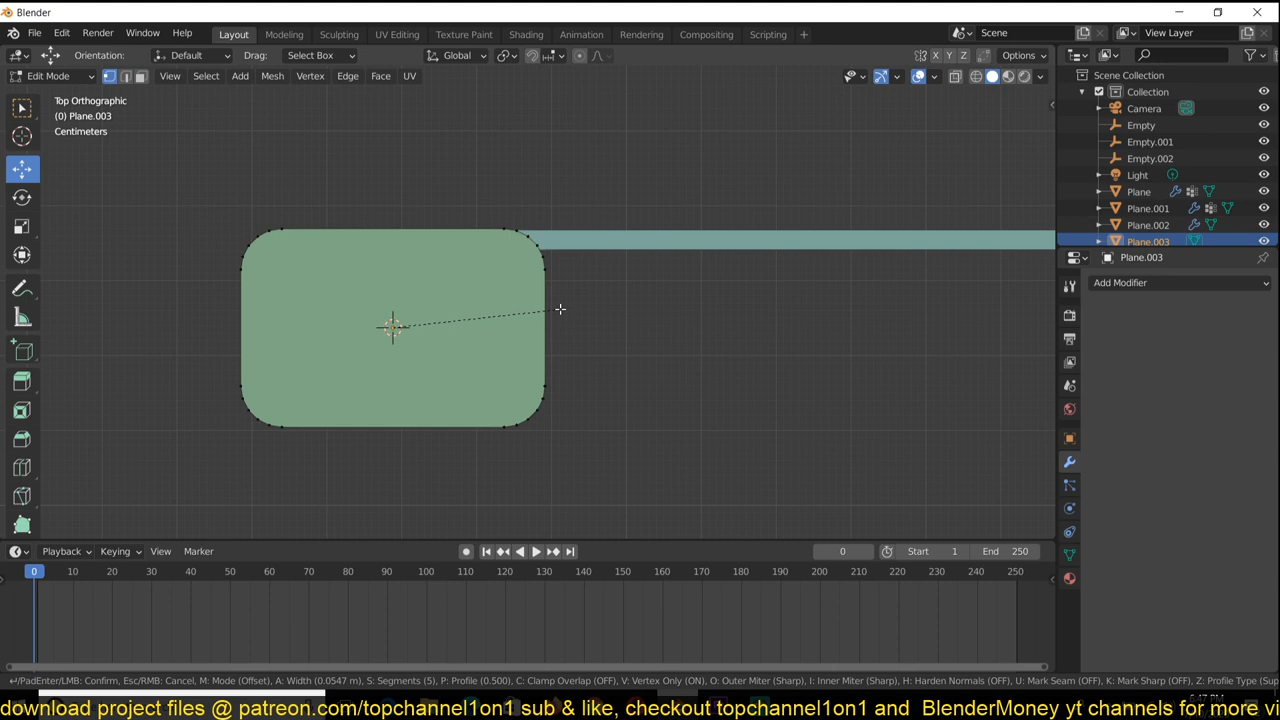 Blender
File Edit Render Window Help Layout Modeling Sculpting UV Editing Texture Paint Shading Animation Rendering Compositing Scripting + Scene View Layer
Orientation: Default Drag: Select Box Global X Y Z Options
Edit Mode View Select Add Mesh Vertex Edge Face UV
Scene Collection
Collection
Camera
Empty
Empty.001
Empty.002
Light
Plane
Plane.001
Plane.002
Plane.003
Top Orthographic
(0) Plane.003
Centimeters
Plane.003
Add Modifier
Playback Keying View Marker 0 Start 1 End 250
0 10 20 30 40 50 60 70 80 90 100 110 120 130 140 150 160 170 180 190 200 210 220 230 240 250
/PadEnter/LMB: Confirm, Esc/RMB: Cancel, M: Mode (Offset), A: Width (0.0547 m), S: Segments (5), P: Profile (0.500), C: Clamp Overlap (OFF), V: Vertex Only (ON), O: Outer Miter (Sharp), I: Inner Miter (Sharp), H: Harden Normals (OFF), U: Mark Seam (OFF), K: Mark Sharp (OFF), Z: Profile Type (Sup
download project files @ patreon.com/topchannel1on1 sub & like, checkout topchannel1on1 and BlenderMoney yt channels for more vi